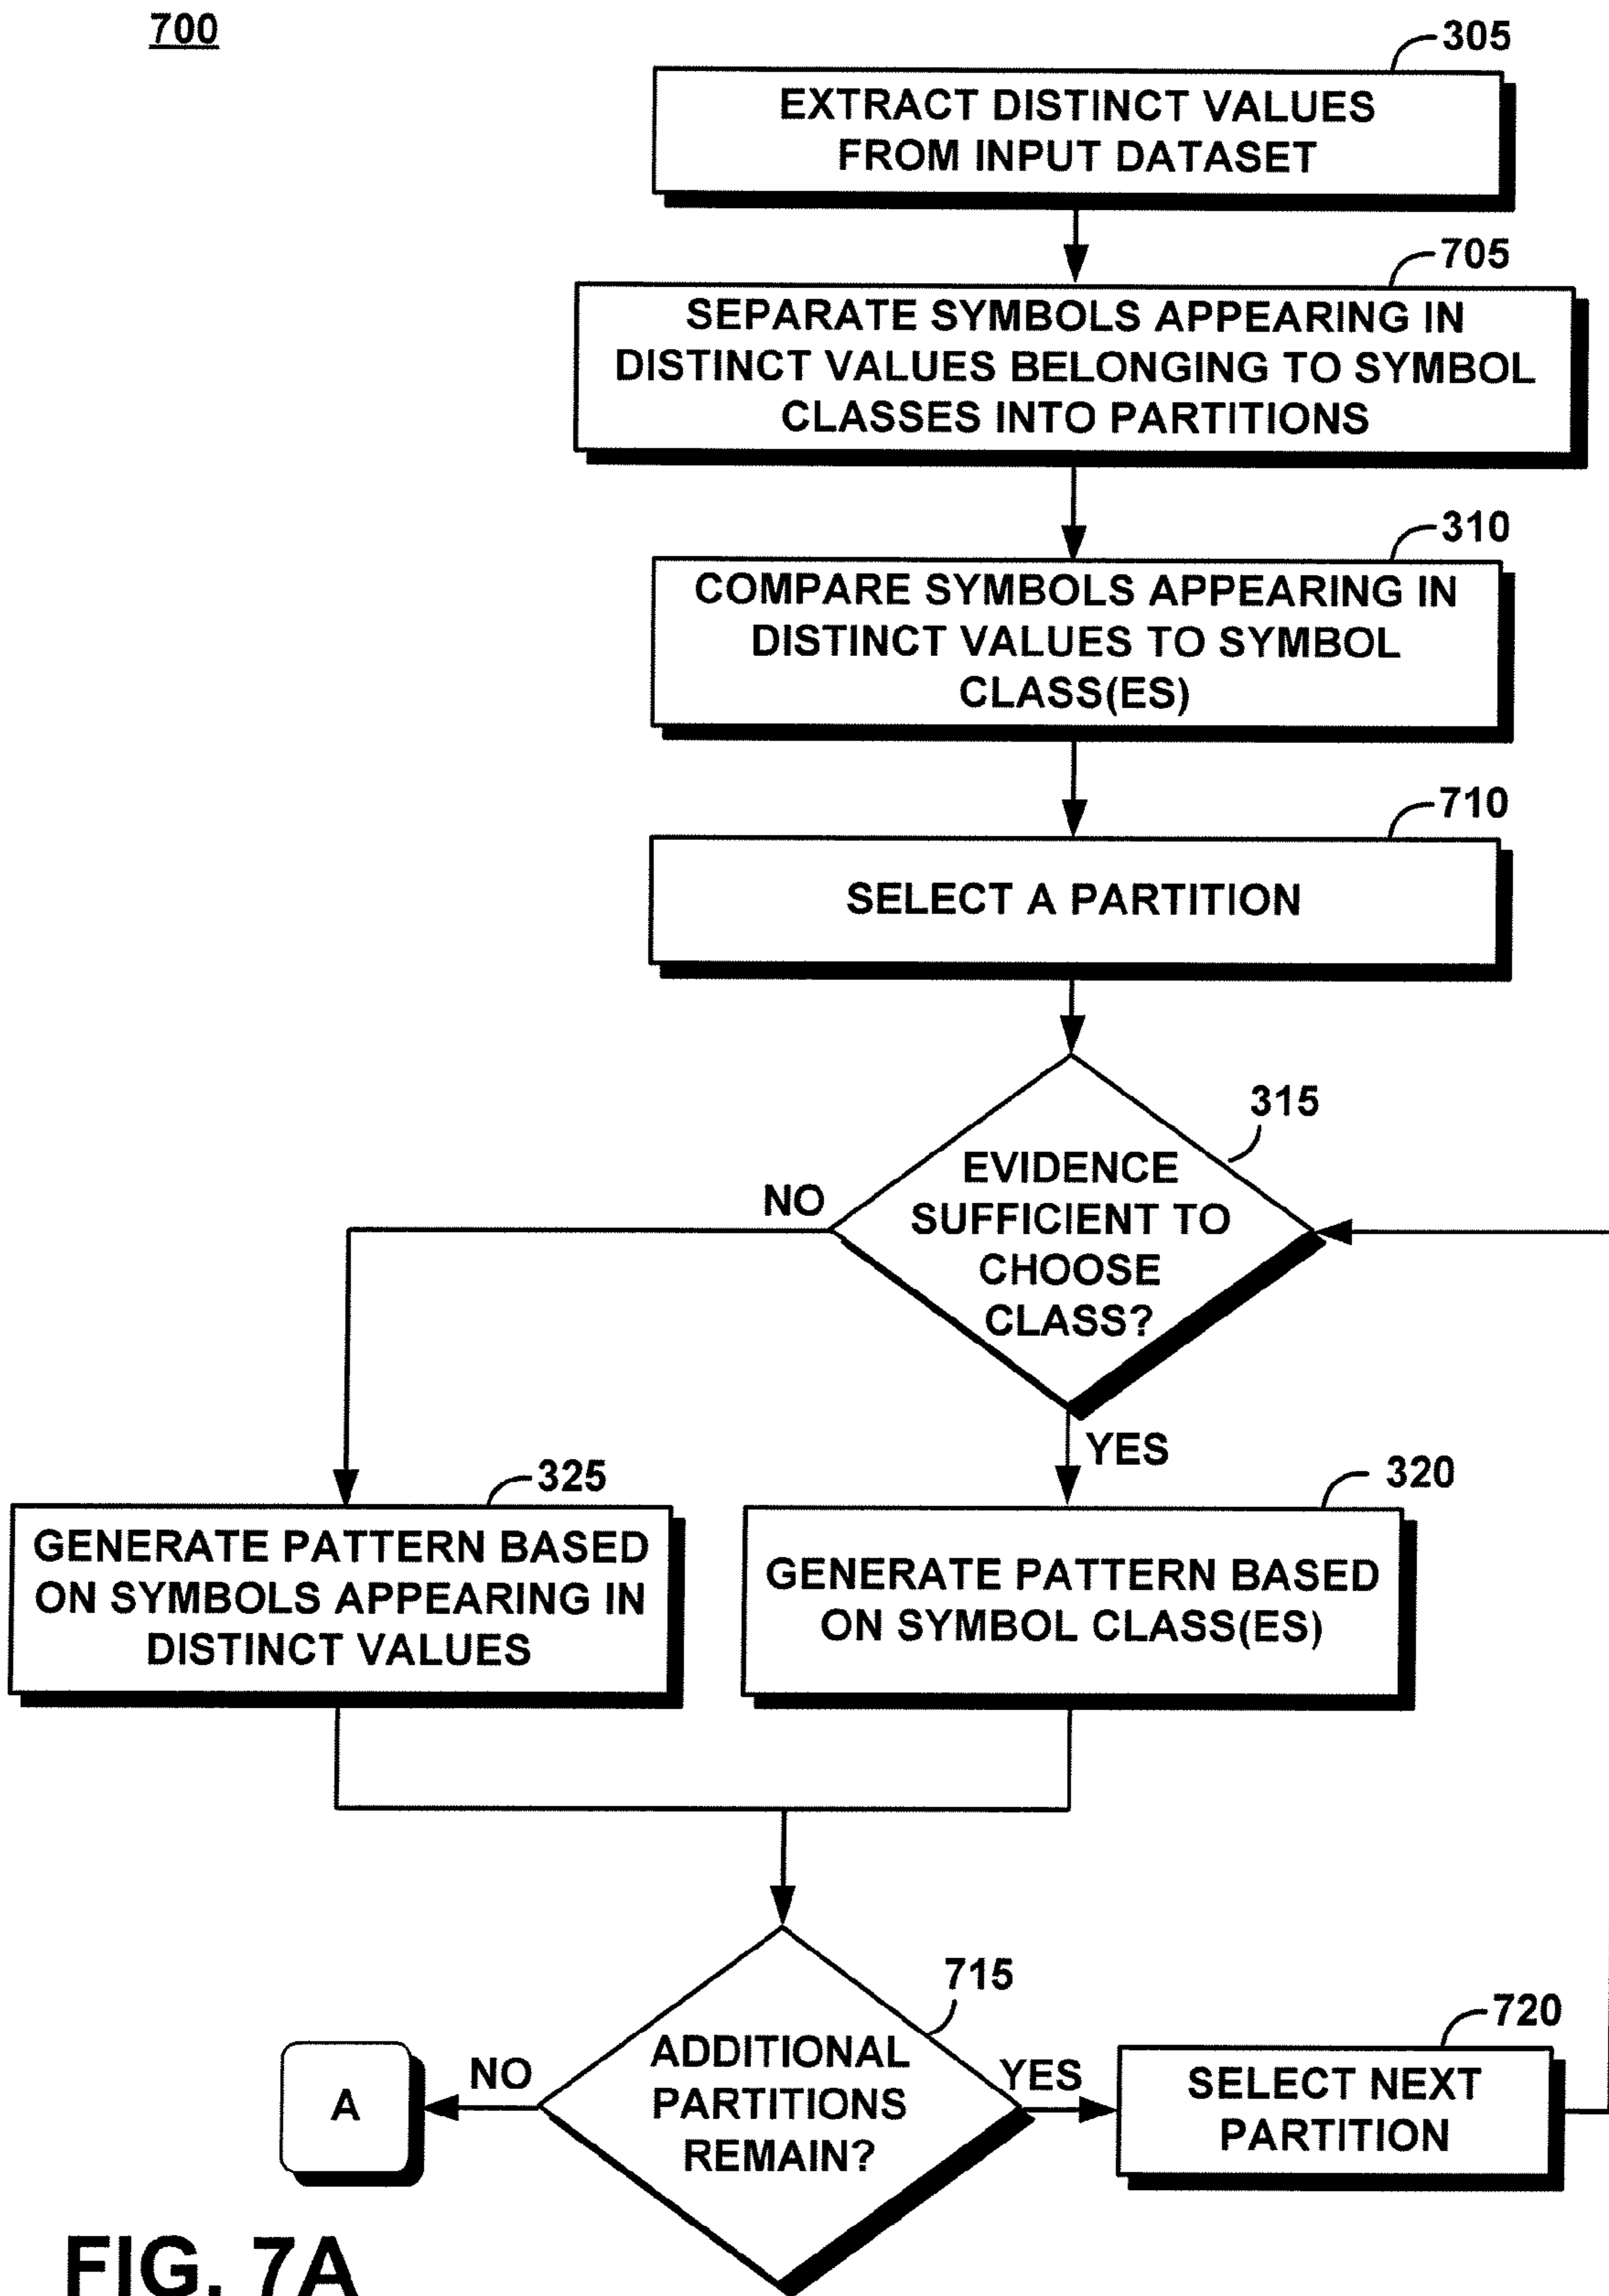 700
305
EXTRACT DISTINCT VALUES
FROM INPUT DATASET
705
SEPARATE SYMBOLS APPEARING IN
DISTINCT VALUES BELONGING TO SYMBOL
CLASSES INTO PARTITIONS
310
COMPARE SYMBOLS APPEARING IN
DISTINCT VALUES TO SYMBOL
CLASS(ES)
710
SELECT A PARTITION
315
EVIDENCE
SUFFICIENT TO
CHOOSE
CLASS?
NO
YES
325
GENERATE PATTERN BASED
ON SYMBOLS APPEARING IN
DISTINCT VALUES
320
GENERATE PATTERN BASED
ON SYMBOL CLASS(ES)
715
ADDITIONAL
PARTITIONS
REMAIN?
NO
A
YES
720
SELECT NEXT
PARTITION
FIG. 7A